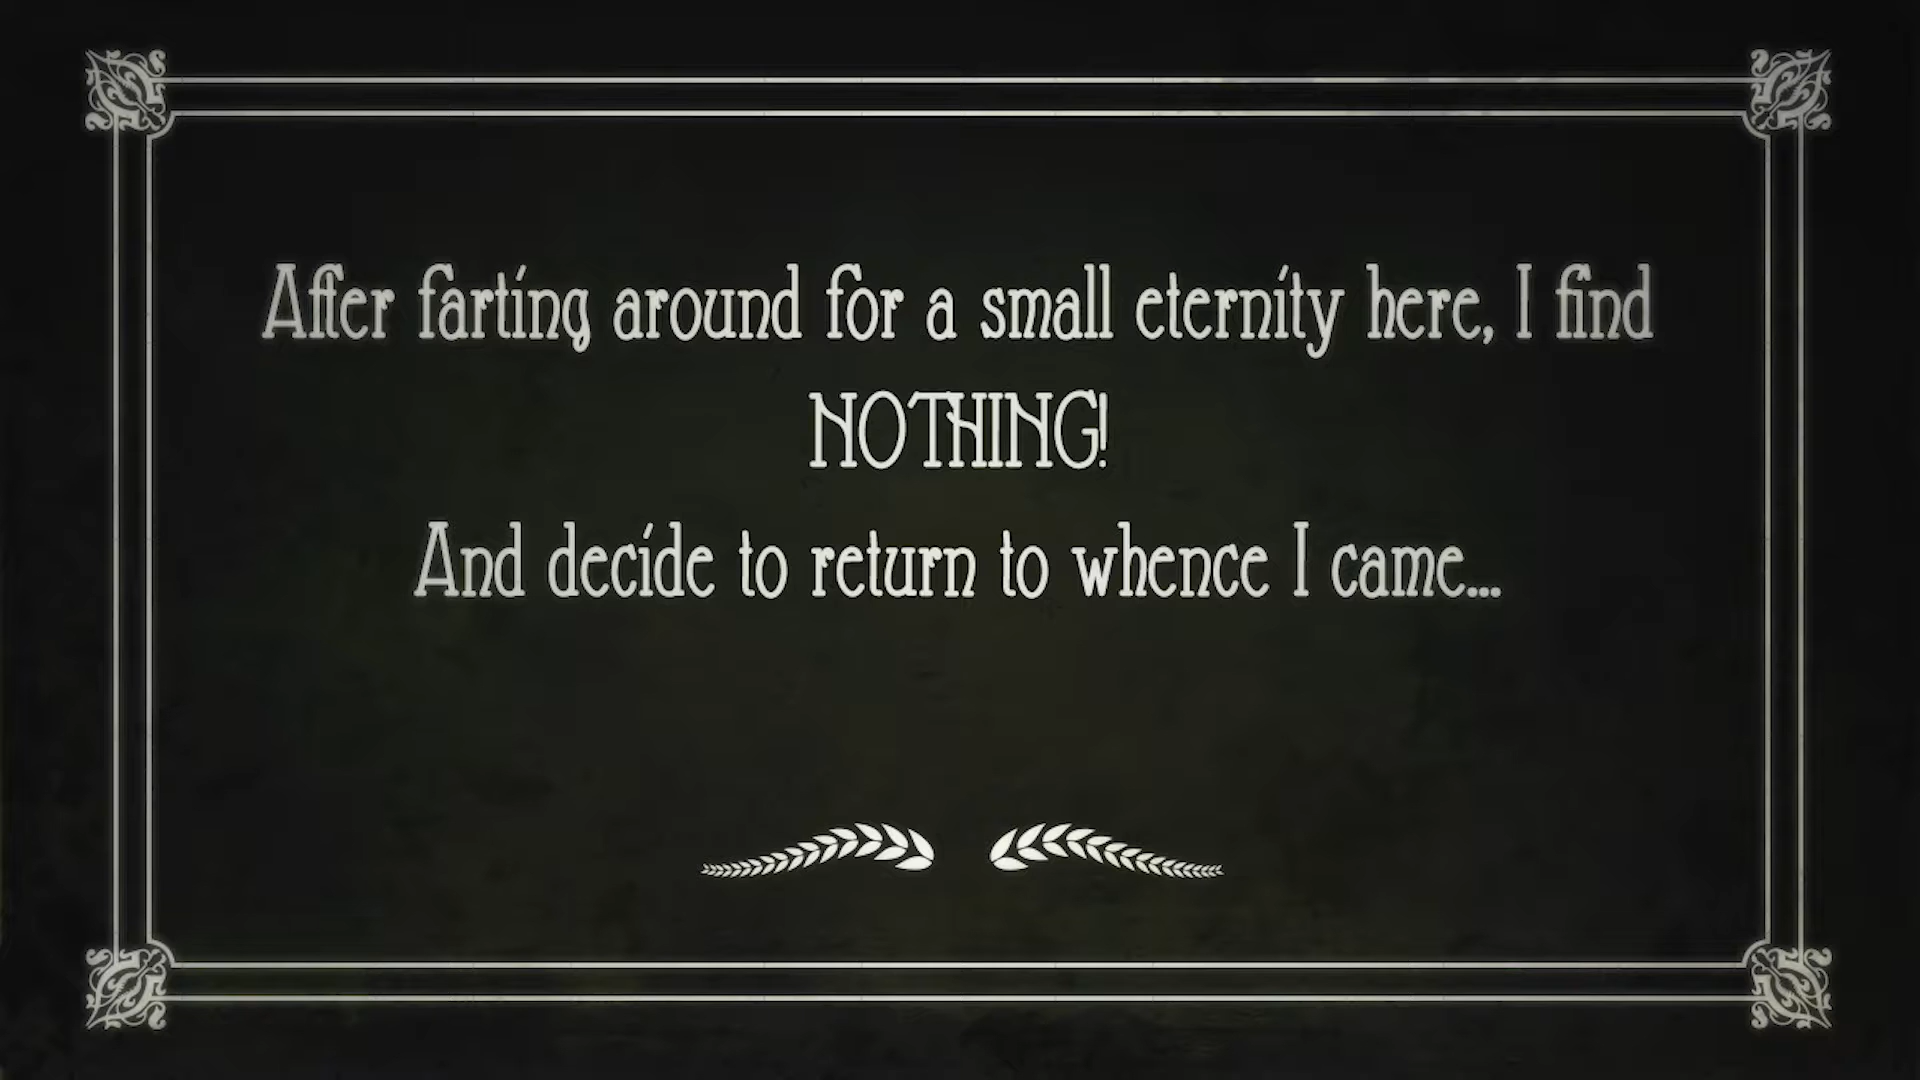 After farting around for a small eternity here, I find
NOTHING!
And decide to return to whence I came...